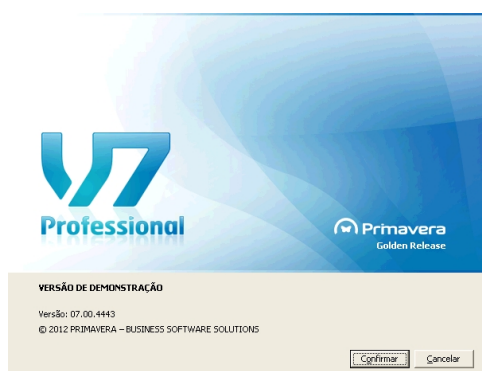 V7
Professional
Primavera
Golden Release
VERSÃO DE DEMONSTRAÇÃO
Versão: 07.00.4443
© 2012 PRIMAVERA – BUSINESS SOFTWARE SOLUTIONS
Confirmar Cancelar